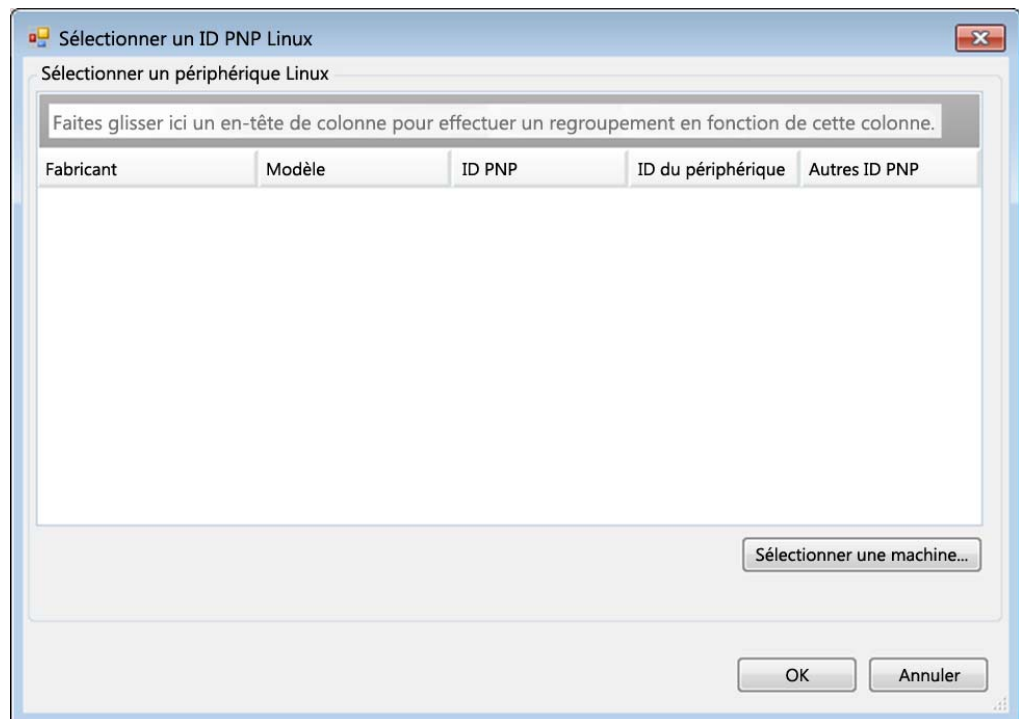 Sélectionner un ID PNP Linux
Sélectionner un périphérique Linux
Faites glisser ici un en-tête de colonne pour effectuer un regroupement en fonction de cette colonne.
Fabricant Modèle ID PNP ID du périphérique Autres ID PNP
Sélectionner une machine...
OK Annuler